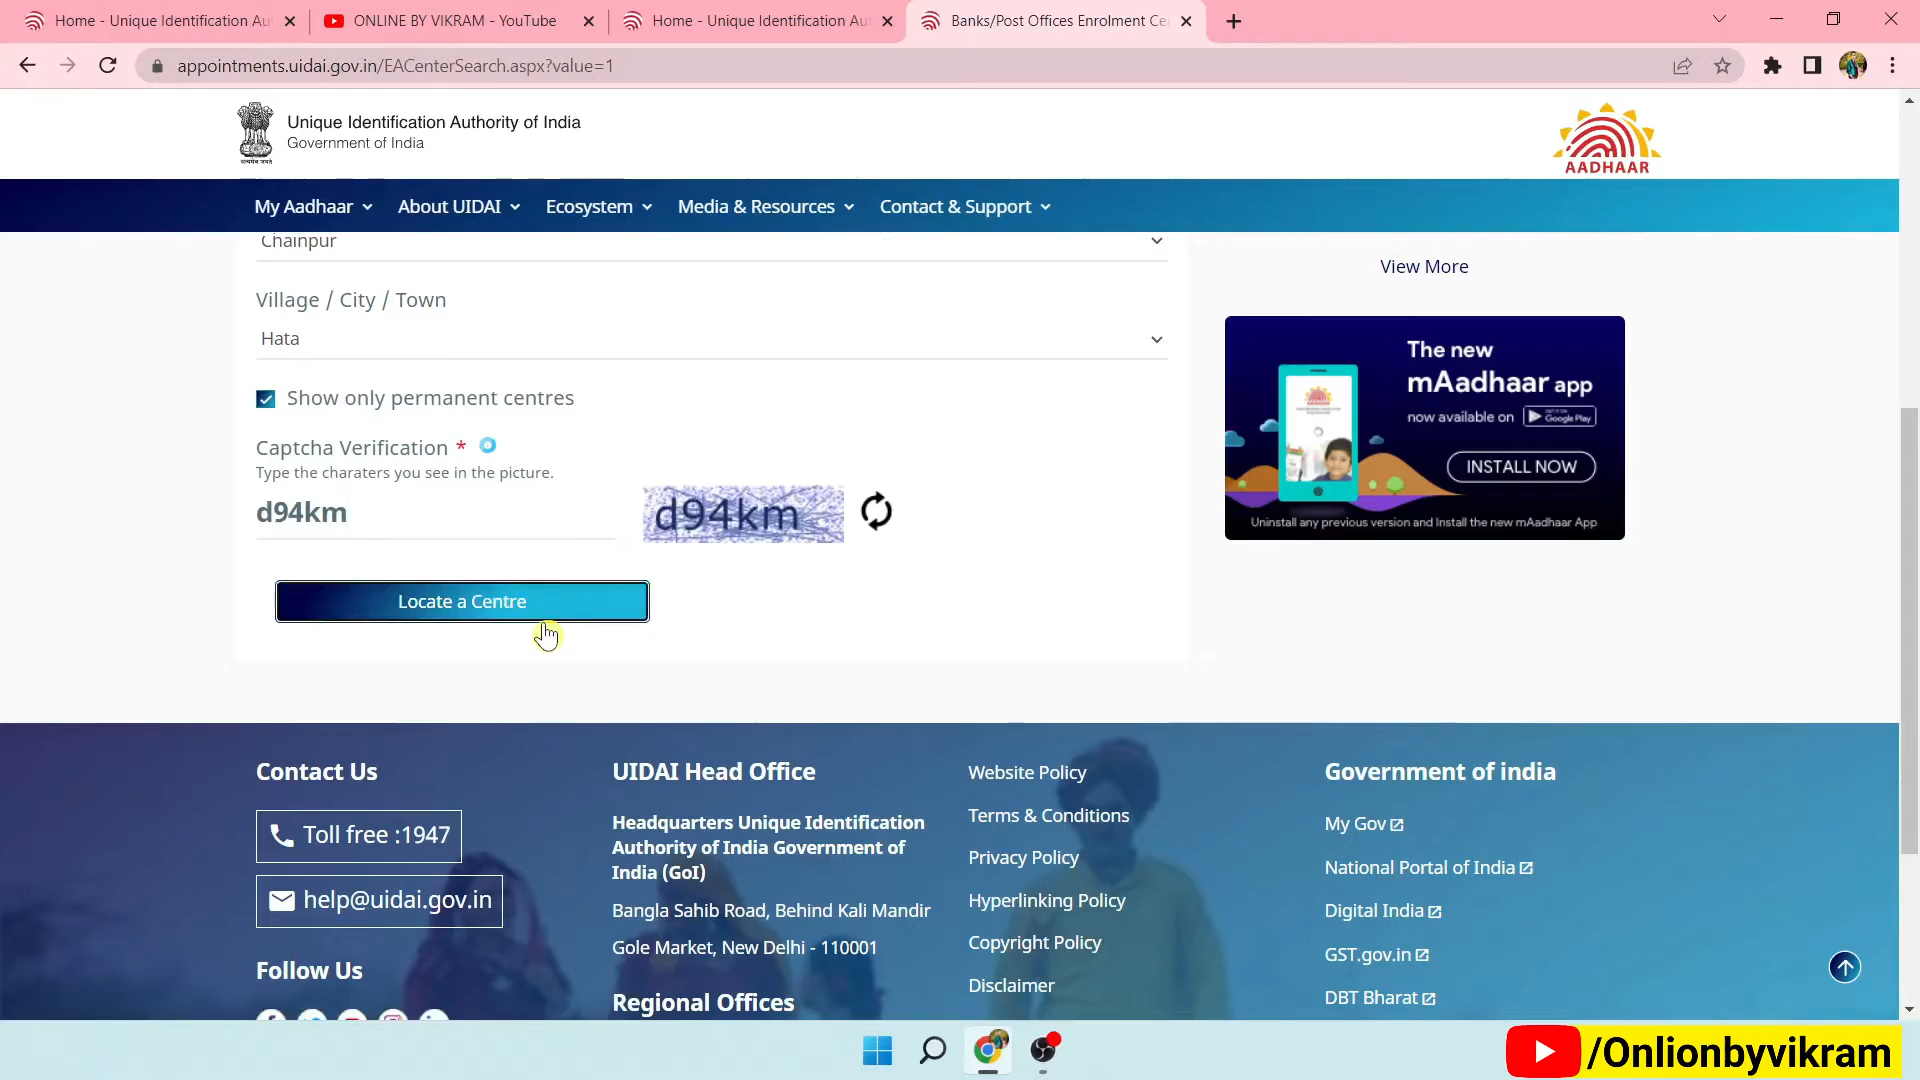 Home - Unique Identification Au
ONLINE BY VIKRAM - YouTube
Home - Unique Identification Au
Banks/Post Offices Enrolment Ce
appointments.uidai.gov.in/EACenterSearch.aspx?value=1
Unique Identification Authority of India
Government of India
AADHAAR
My Aadhaar
About UIDAI
Ecosystem
Media & Resources
Contact & Support
Chainpur
View More
Village / City / Town
Hata
Show only permanent centres
Captcha Verification *
Type the charaters you see in the picture.
d94km
d94km
Locate a Centre
The new
mAadhaar app
now available on
Google Play
INSTALL NOW
Uninstall any previous version and Install the new mAadhaar App
Contact Us
Toll free :1947
help@uidai.gov.in
Follow Us
UIDAI Head Office
Headquarters Unique Identification
Authority of India Government of
India (GoI)
Bangla Sahib Road, Behind Kali Mandir
Gole Market, New Delhi - 110001
Regional Offices
Website Policy
Terms & Conditions
Privacy Policy
Hyperlinking Policy
Copyright Policy
Disclaimer
Government of india
My Gov
National Portal of India
Digital India
GST.gov.in
DBT Bharat
/Onlionbyvikram